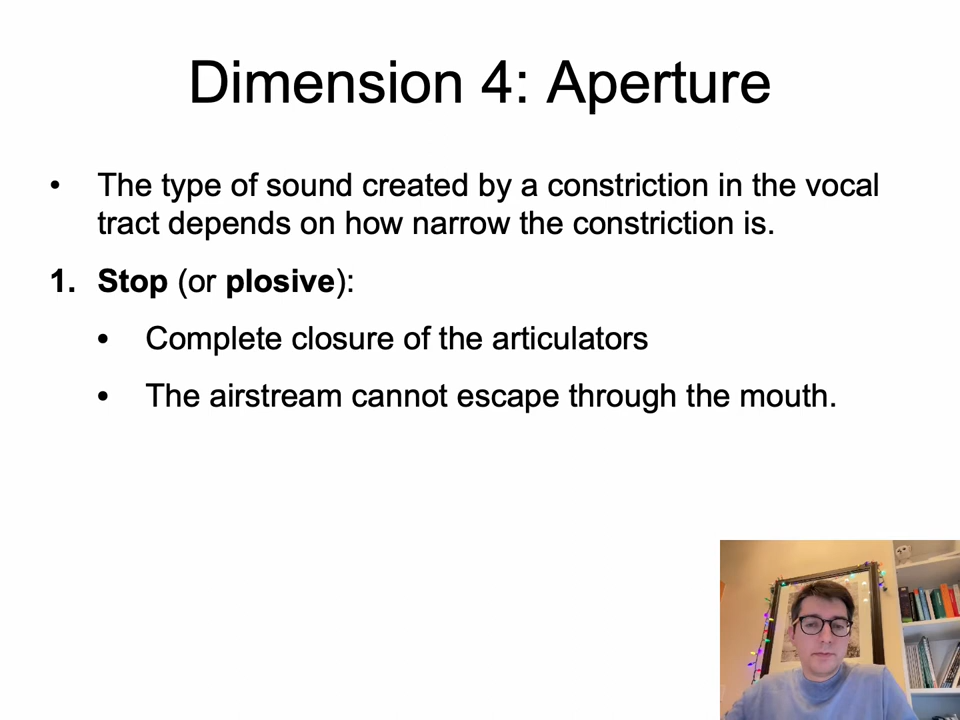 Dimension 4: Aperture
• The type of sound created by a constriction in the vocal
tract depends on how narrow the constriction is.
1. Stop (or plosive):
• Complete closure of the articulators
• The airstream cannot escape through the mouth.